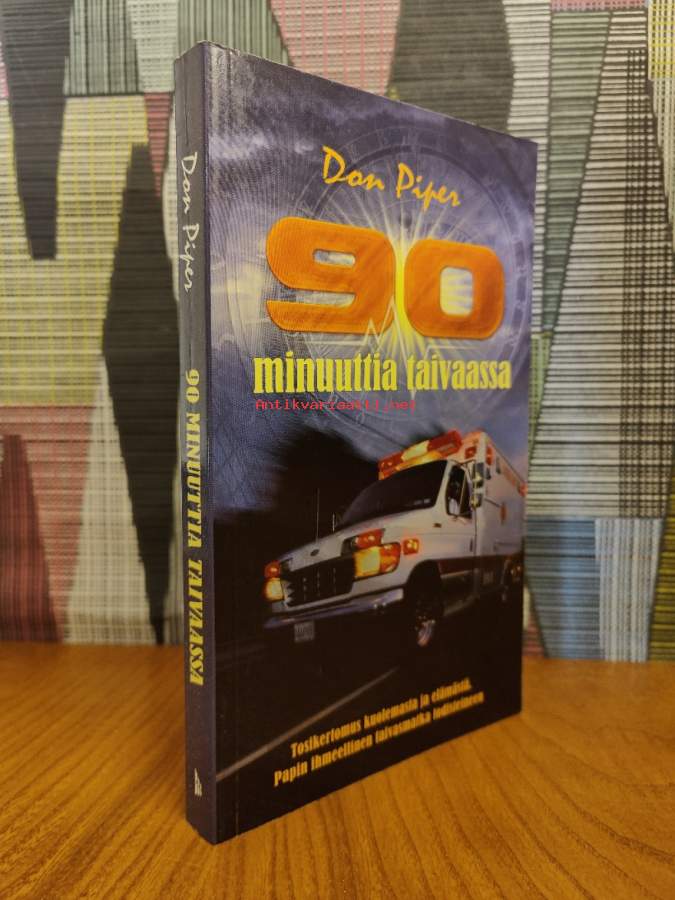 Don Piper
90
minuuttia taivaassa
Antikvariaatti.net
Tosikertomus kuolemasta ja elämästä.
Papin ihmeellinen taivasmatka todisteineen
Don Piper
90 MINUUTTIA TAIVAASSA